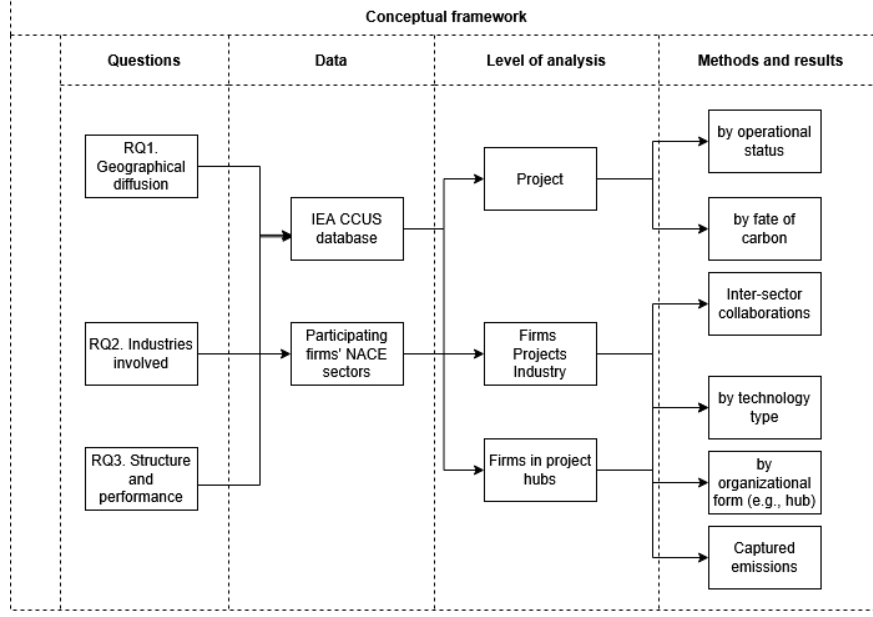 Conceptual framework
Questions
Data
Level of analysis
Methods and results
RQ1.
Geographical
diffusion
RQ2. Industries
involved
RQ3. Structure
and
performance
IEA CCUS
database
Participating
firms' NACE
sectors
Project
Firms
Projects
Industry
Firms in project
hubs
by operational
status
by fate of
carbon
Inter-sector
collaborations
by technology
type
by
organizational
form (e.g., hub)
Captured
emissions